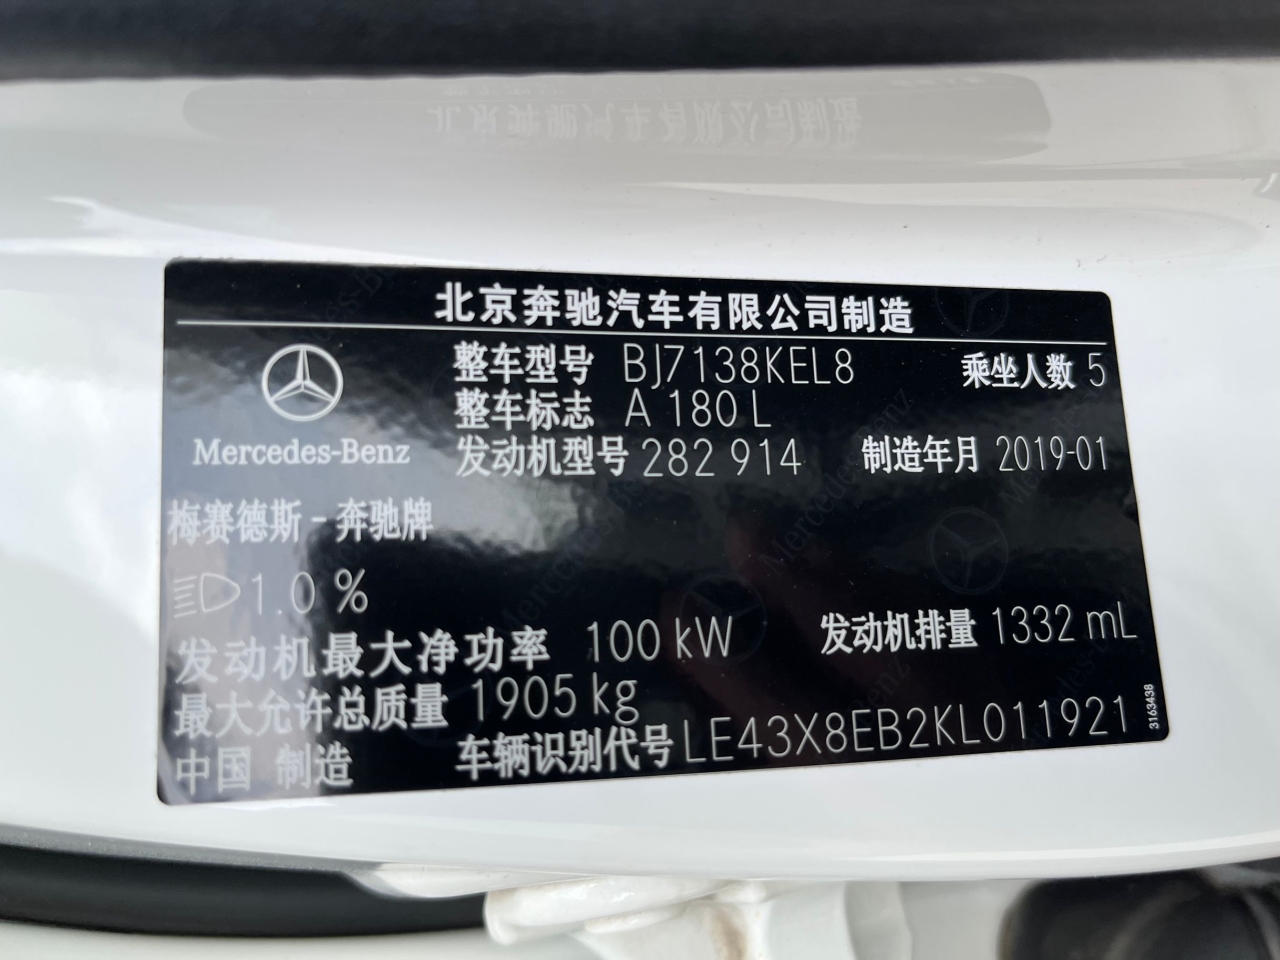 北京奔驰汽车有限公司制造
整车型号 BJ7138KEL8 乘坐人数 5
整车标志 A 180 L
Mercedes-Benz 发动机型号 282 914 制造年月 2019-01
梅赛德斯-奔驰牌
1.0 %
发动机最大净功率 100 kW 发动机排量 1332 mL
最大允许总质量 1905 kg
中国 制造 车辆识别代号 LE43X8EB2KL011921
3163438